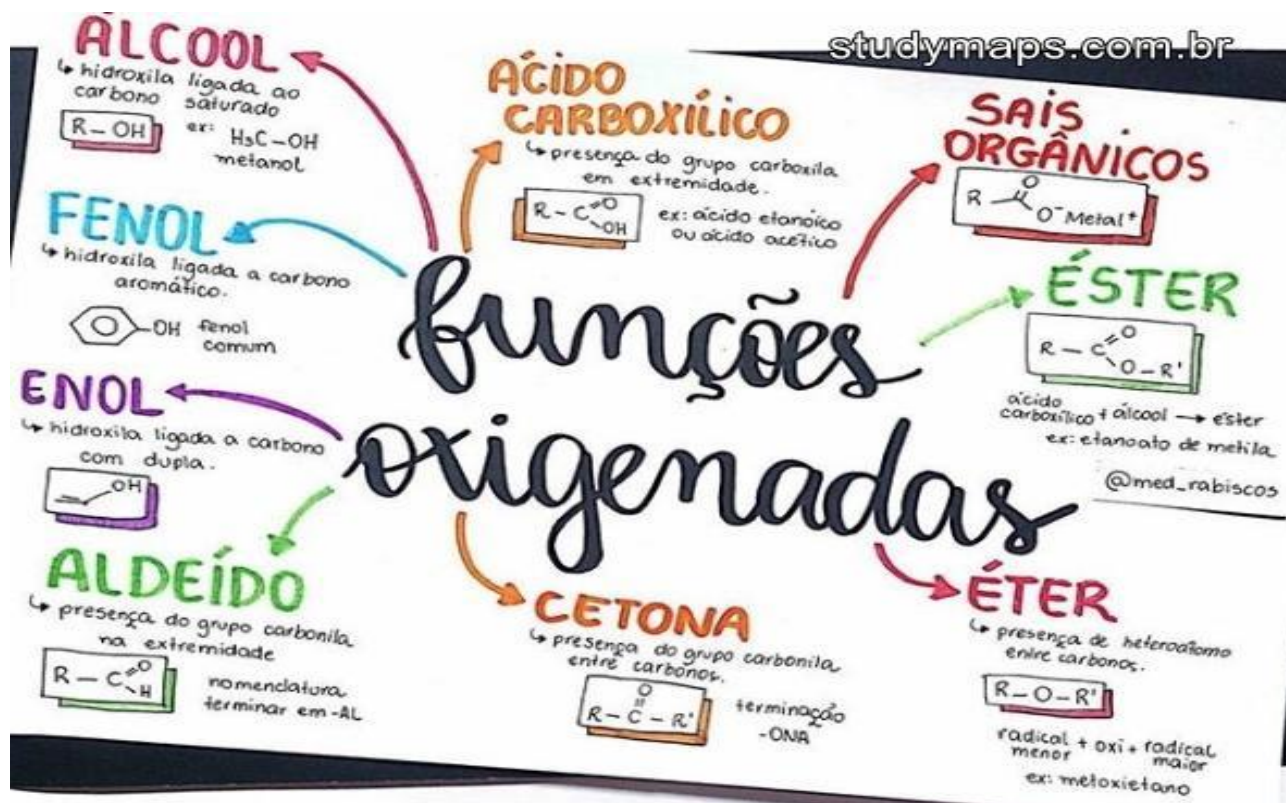 studymaps.com.br
ÁLCOOL
↳ hidroxila ligada ao
carbono saturado
R – OH
ex: H₃C – OH
metanol
ÁCIDO
CARBOXÍLICO
↳ presença do grupo carboxila
em extremidade.
R – C
O
OH
ex: ácido etanóico
ou ácido acético
SAIS
ORGÂNICOS
R
O
O⁻ Metal⁺
FENOL
↳ hidroxila ligada a carbono
aromático.
OH
fenol
comum
ÉSTER
R – C
O
O – R'
ácido
carboxílico + álcool → éster
ex: etanoato de metila
@med_rabiscos
funções
oxigenadas
ENOL
↳ hidroxila ligada a carbono
com dupla.
OH
ALDEÍDO
↳ presença do grupo carbonila
na extremidade
R – C
O
H
nomenclatura
terminar em -AL
CETONA
↳ presença do grupo carbonila
entre carbonos.
O
R – C – R'
terminação
-ONA
ÉTER
↳ presença de heteroátomo
entre carbonos.
R – O – R'
radical + oxi + radical
menor maior
ex: metoxietano